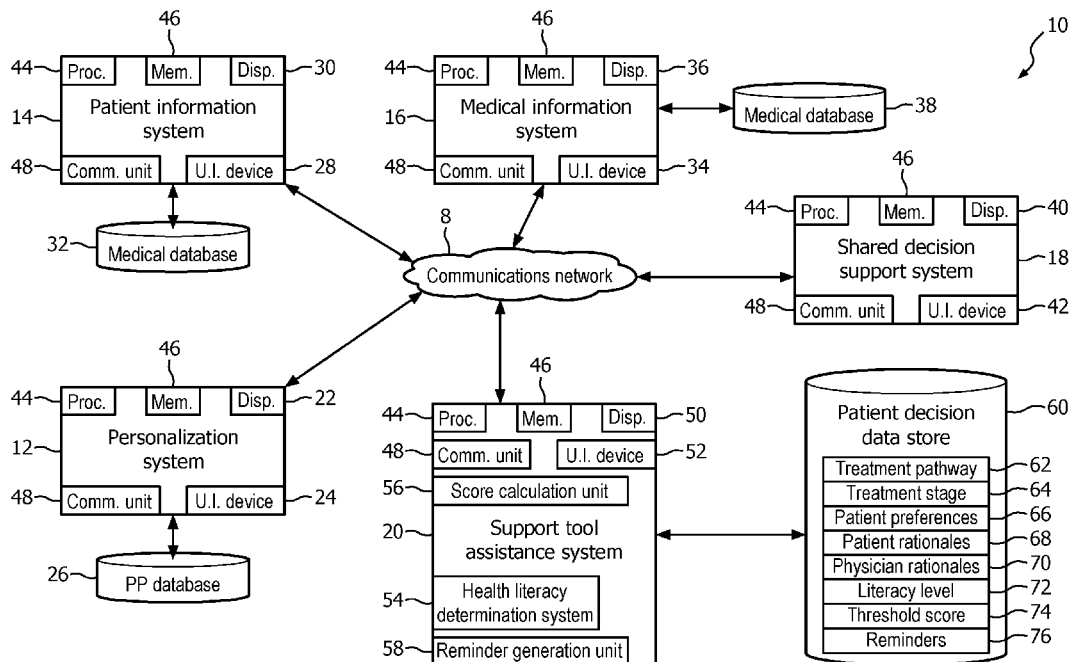 46
46
10
44
Proc.
Mem.
Disp.
30
44
Proc.
Mem.
Disp.
36
14
Patient information
system
16
Medical information
system
Medical database
38
48
Comm. unit
U.I. device
28
48
Comm. unit
U.I. device
34
46
32
Medical database
8
Communications network
44
Proc.
Mem.
Disp.
40
Shared decision
support system
18
48
Comm. unit
U.I. device
42
46
44
Proc.
Mem.
Disp.
22
12
Personalization
system
48
Comm. unit
U.I. device
24
26
PP database
46
44
Proc.
Mem.
Disp.
50
48
Comm. unit
U.I. device
52
56
Score calculation unit
20
Support tool
assistance system
54
Health literacy
determination system
58
Reminder generation unit
Patient decision
data store
60
Treatment pathway
62
Treatment stage
64
Patient preferences
66
Patient rationales
68
Physician rationales
70
Literacy level
72
Threshold score
74
Reminders
76